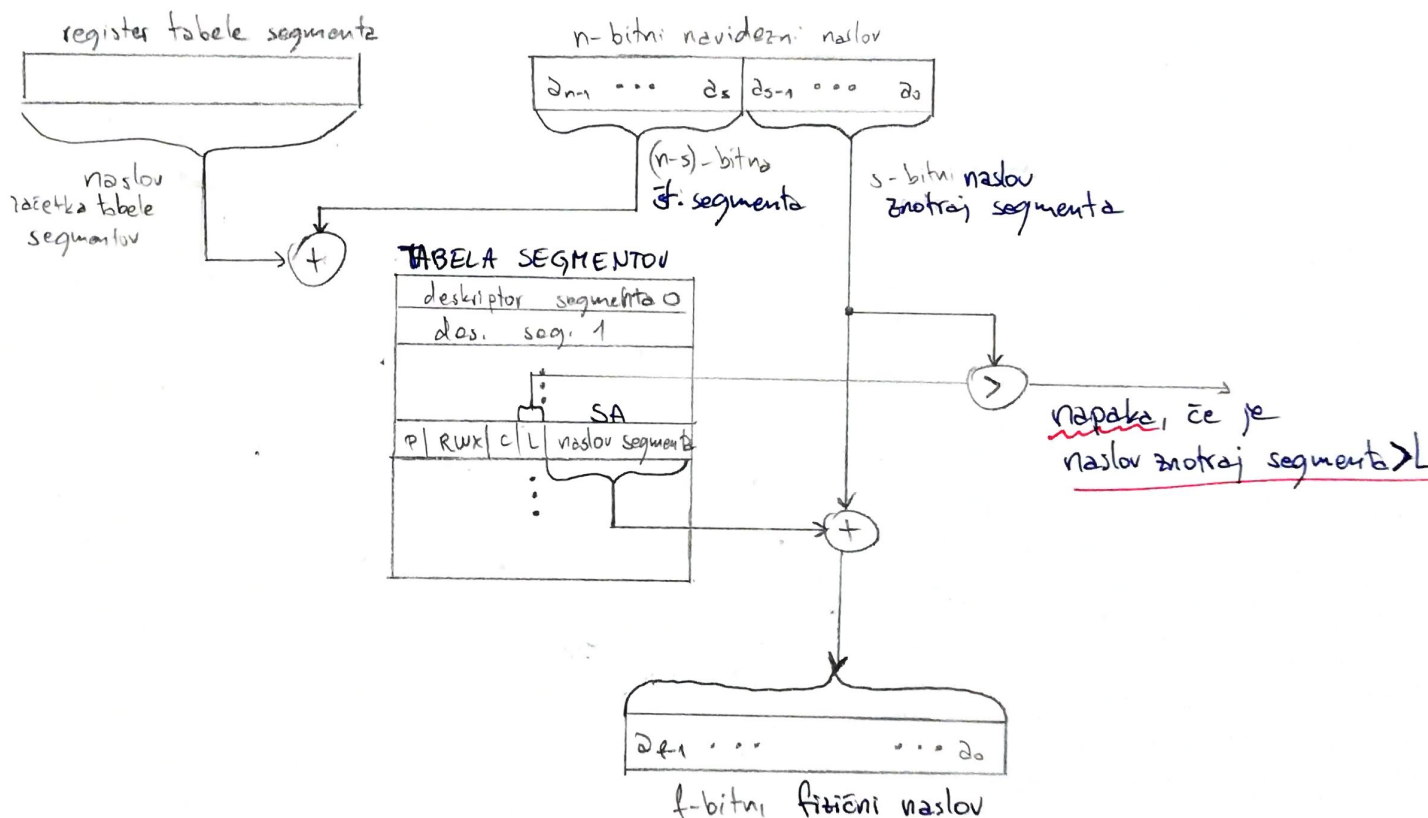 register tabele segmenta
n-bitni navidezni naslov
a_{n-1} ... a_s a_{s-1} ... a_0
naslov
začetka tabele
segmentov
(n-s)-bitna
št. segmenta
s-bitni naslov
znotraj segmenta
+
TABELA SEGMENTOV
deskriptor segmenta 0
des. seg. 1
>
SA
P | RWX | C | L | naslov segmenta
napaka, če je
naslov znotraj segmenta > L
+
a_{f-1} ... ... a_0
f-bitni fizični naslov